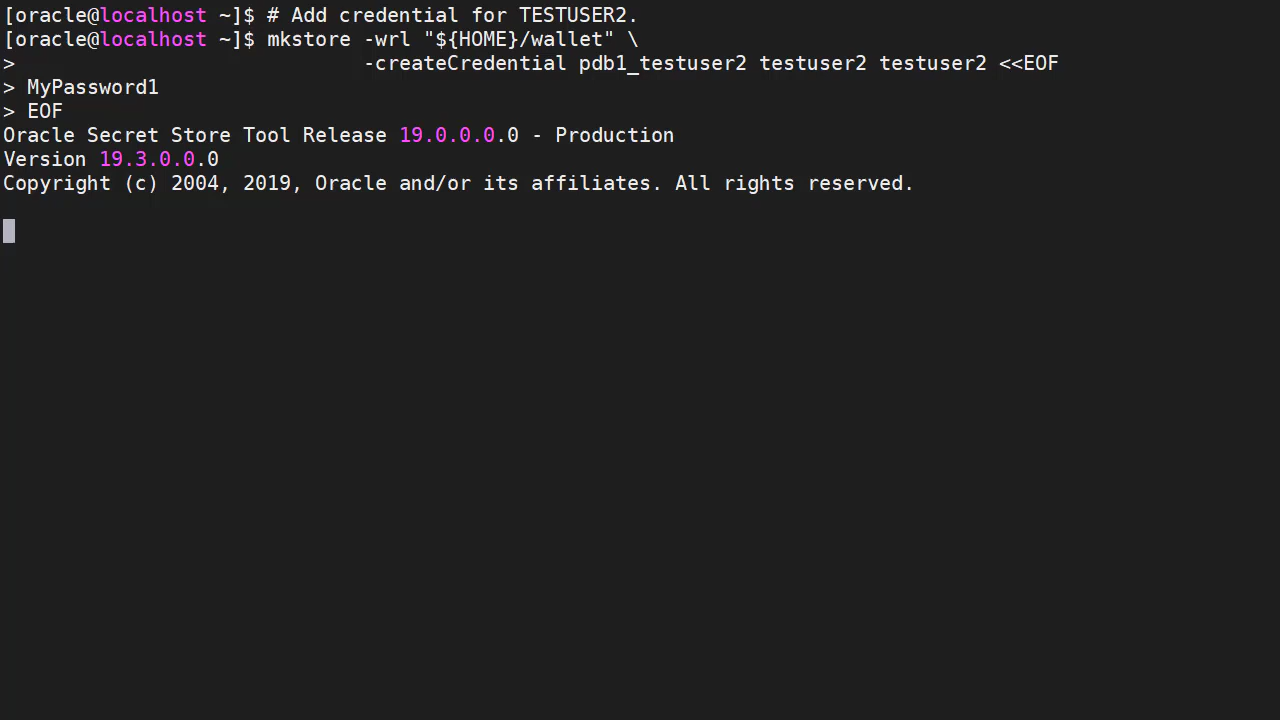 [oracle@localhost ~]$ # Add credential for TESTUSER2.
[oracle@localhost ~]$ mkstore -wrl "${HOME}/wallet" \
>                             -createCredential pdb1_testuser2 testuser2 testuser2 <<EOF
> MyPassword1
> EOF
Oracle Secret Store Tool Release 19.0.0.0.0 - Production
Version 19.3.0.0.0
Copyright (c) 2004, 2019, Oracle and/or its affiliates. All rights reserved.